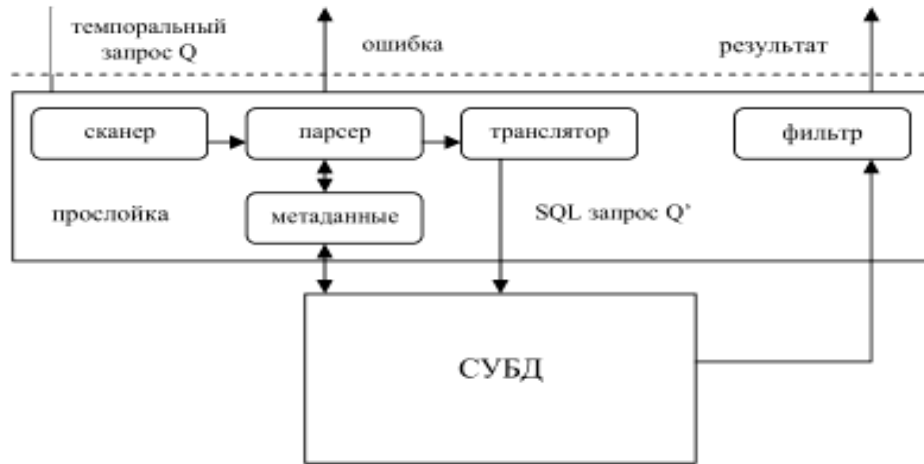 темпоральный
запрос Q
ошибка
результат
сканер
парсер
транслятор
фильтр
прослойка
метаданные
SQL запрос Q’
СУБД